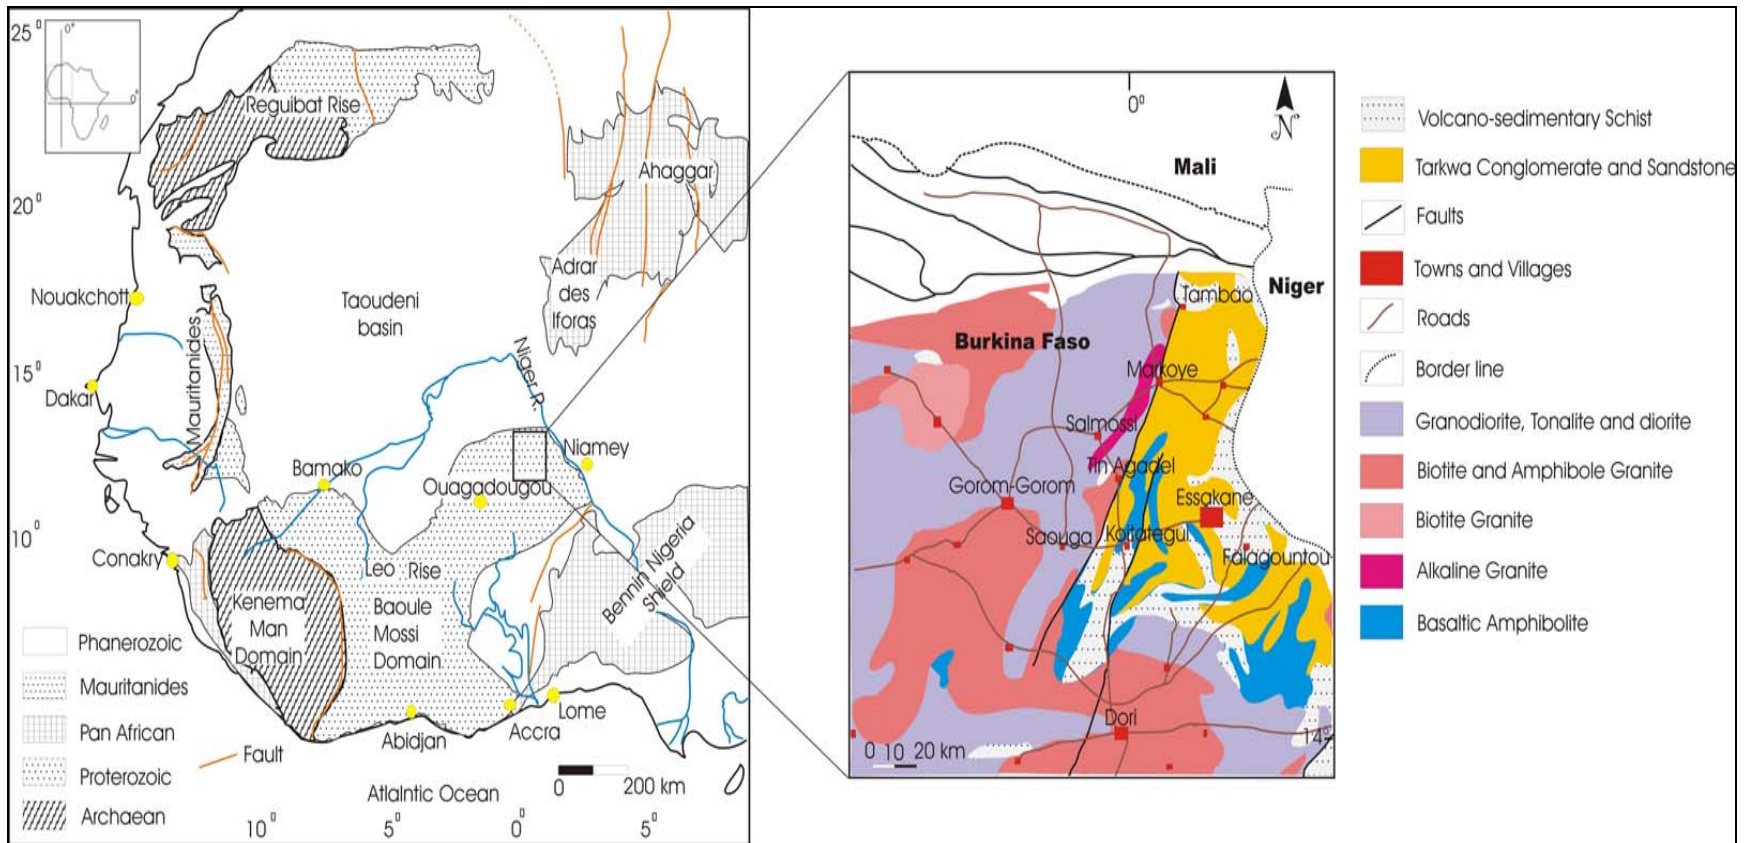 25°
20°
15°
10°
0°
0°
Reguibat Rise
Ahaggar
Adrar
des
Iforas
Nouakchott
Taoudeni
basin
Mauritanides
Niger R.
Dakar
Bamako
Niamey
Ouagadougou
Conakry
Leo Rise
Kenema
Man
Domain
Baoule
Mossi
Domain
Bennin Nigeria
Shield
Lome
Accra
Abidjan
Atlalntic Ocean
0 200 km
10° 5° 0° 5°
Phanerozoic
Mauritanides
Pan African
Fault
Proterozoic
Archaean
0°
N
Mali
Niger
Tambao
Burkina Faso
Markoye
Salmossi
Tin Agadel
Gorom-Gorom
Essakane
Saouga
Koltategui
Falagountou
Dori
14°
0 10 20 km
Volcano-sedimentary Schist
Tarkwa Conglomerate and Sandstone
Faults
Towns and Villages
Roads
Border line
Granodiorite, Tonalite and diorite
Biotite and Amphibole Granite
Biotite Granite
Alkaline Granite
Basaltic Amphibolite